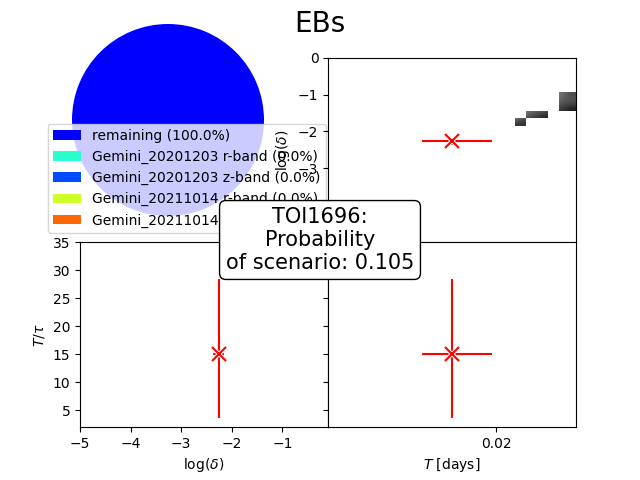 EBs
remaining (100.0%)
Gemini_20201203 r-band (0.0%)
Gemini_20201203 z-band (0.0%)
Gemini_20211014 r-band (0.0%)
Gemini_20211014
0
−1
−2
−3
log(δ)
TOI1696:
Probability
of scenario: 0.105
35
30
25
20
15
10
5
T/τ
−5 −4 −3 −2 −1
log(δ)
0.02
T [days]